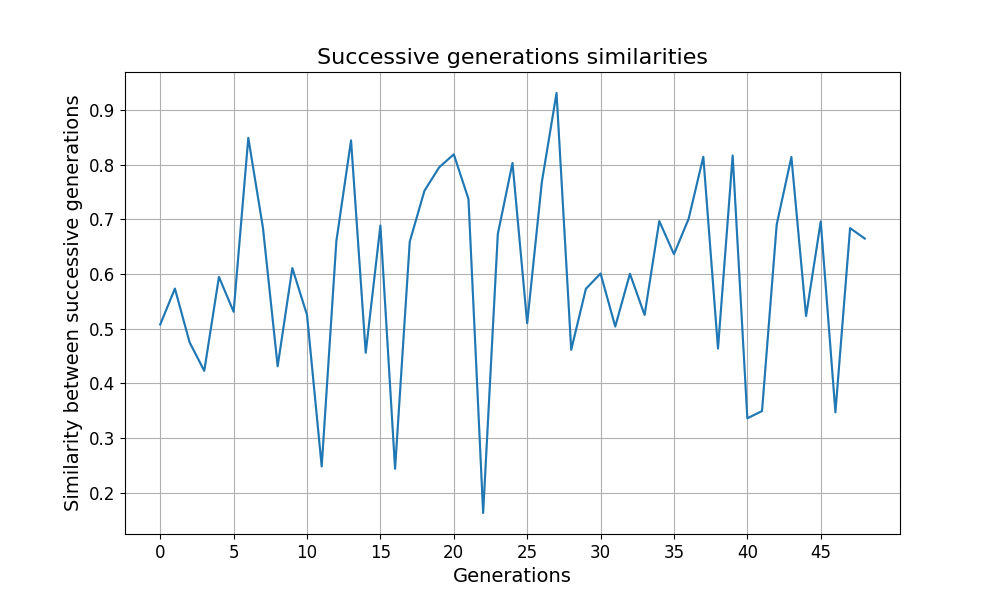 Successive generations similarities
Similarity between successive generations
0.9
0.8
0.7
0.6
0.5
0.4
0.3
0.2
0 5 10 15 20 25 30 35 40 45
Generations